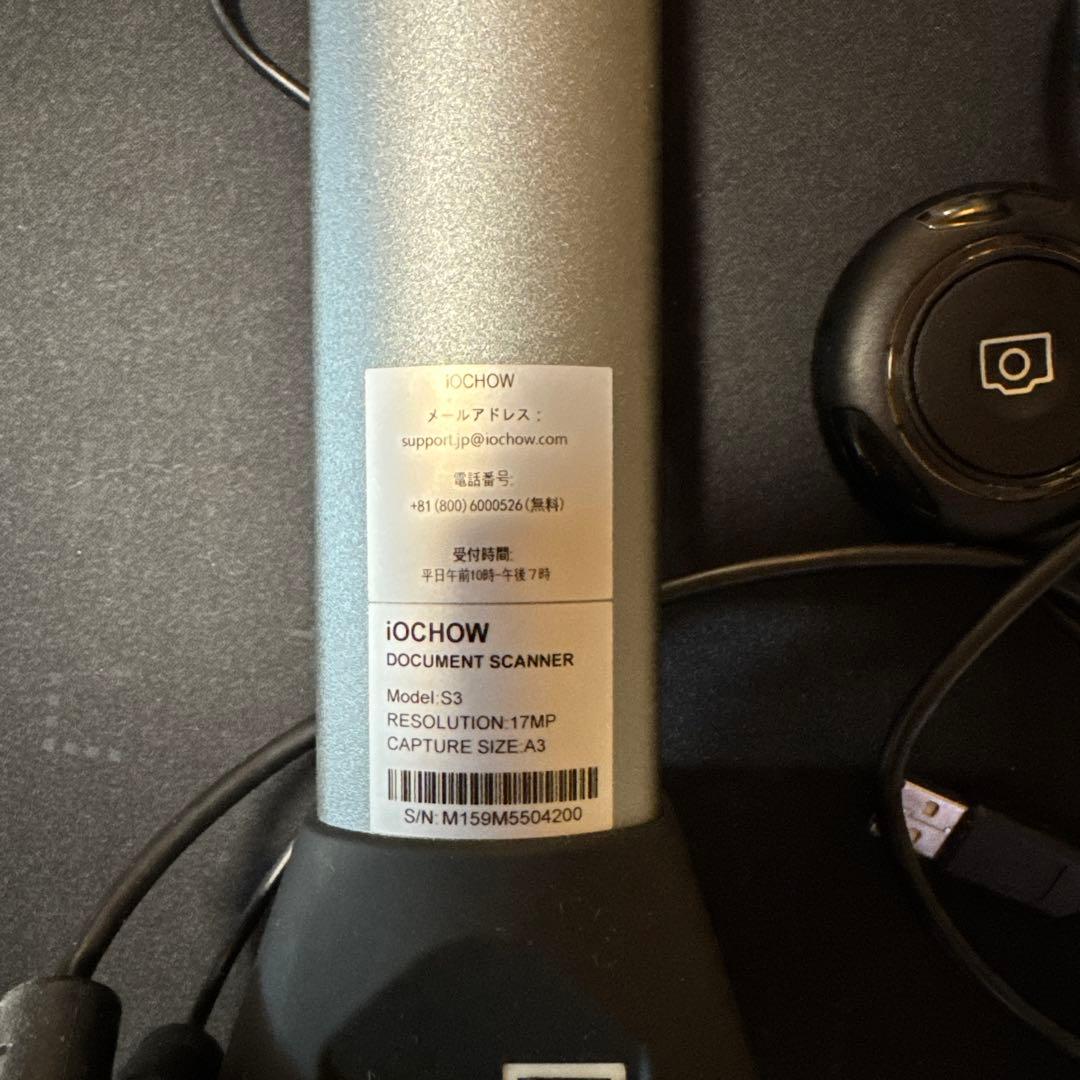 iOCHOW
メールアドレス：
support.jp@iochow.com
電話番号:
+81 (800) 6000526 (無料)
受付時間:
平日午前10時-午後7時
iOCHOW
DOCUMENT SCANNER
Model:S3
RESOLUTION:17MP
CAPTURE SIZE:A3
S/N: M159M5504200